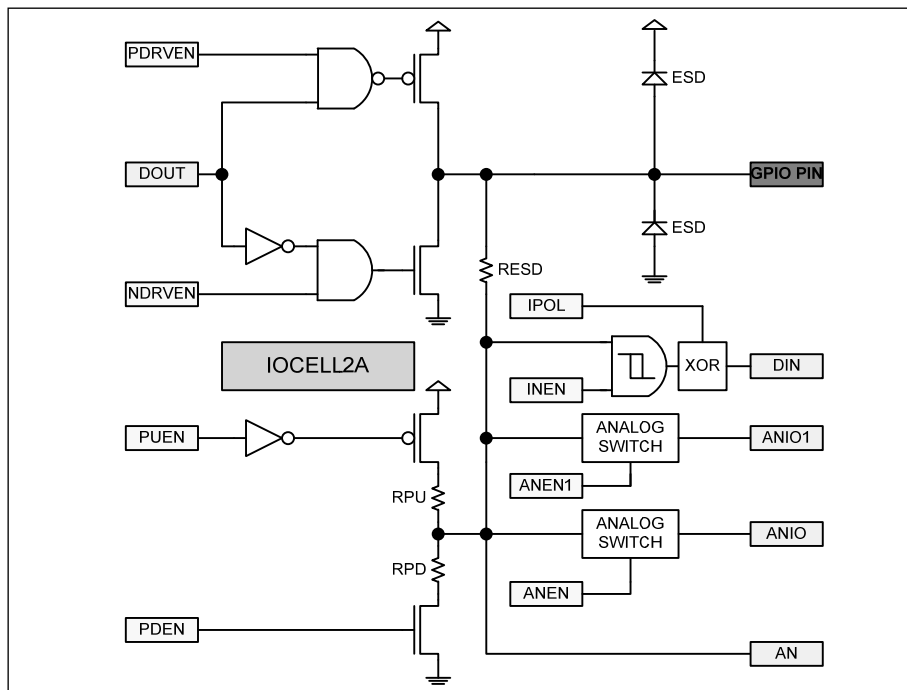 PDRVEN
ESD
DOUT
GPIO PIN
ESD
RESD
NDRVEN
IPOL
IOCELL2A
XOR
DIN
INEN
PUEN
ANALOG
SWITCH
ANIO1
ANEN1
RPU
ANALOG
SWITCH
ANIO
RPD
ANEN
PDEN
AN